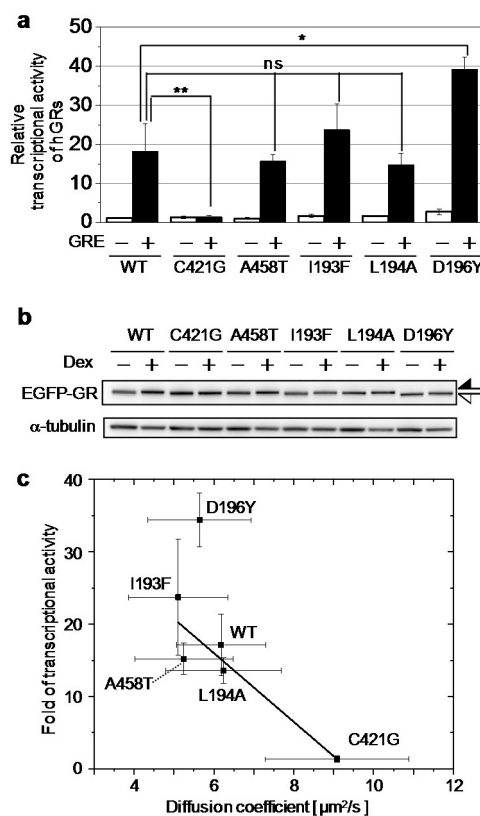 a
Relative transcriptional activity of hGRs
50
40
30
20
10
0
*
ns
**
GRE − + − + − + − + − + − +
WT C421G A458T I193F L194A D196Y
b
WT C421G A458T I193F L194A D196Y
Dex − + − + − + − + − + − +
EGFP-GR
α-tubulin
c
Fold of transcriptional activity
40
30
20
10
0
D196Y
I193F
WT
A458T
L194A
C421G
4 6 8 10 12
Diffusion coefficient [µm²/s]